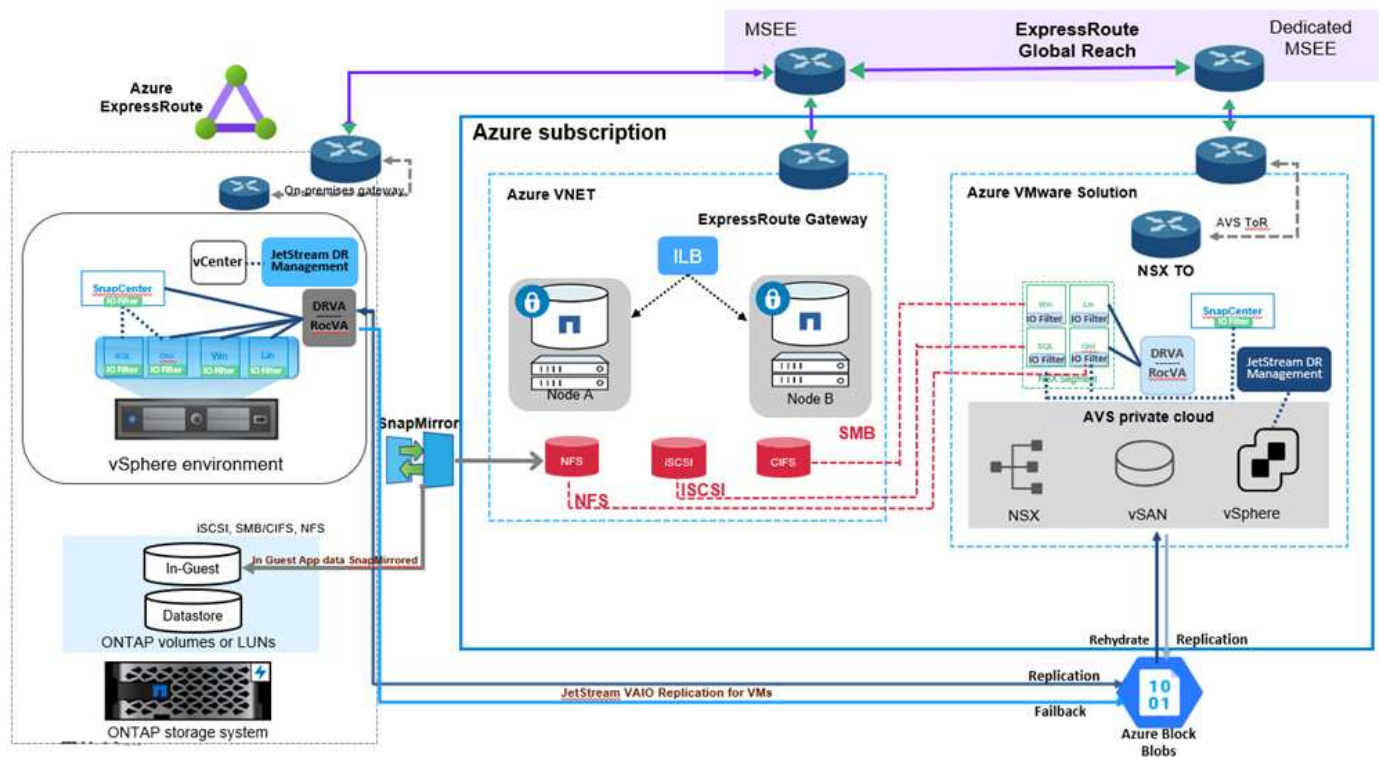 MSEE
ExpressRoute
Global Reach
Dedicated
MSEE
Azure
ExpressRoute
Azure subscription
On-premises gateway
Azure VNET
ExpressRoute Gateway
Azure VMware Solution
AVS ToR
NSX TO
vCenter
JetStream DR
Management
SnapCenter
IO Filter
DRVA
RocVA
SQL
IO Filter
IO Filter
Win
IO Filter
Lin
IO Filter
vSphere environment
ILB
Node A
Node B
SnapMirror
NFS
iSCSI
CIFS
SMB
ISCSI
NFS
Win
IO Filter
Lin
IO Filter
SQL
IO Filter
IO Filter
NSX Segment
SnapCenter
IO Filter
DRVA
RocVA
JetStream DR
Management
AVS private cloud
NSX
vSAN
vSphere
iSCSI, SMB/CIFS, NFS
In-Guest
In Guest App data SnapMirrored
Datastore
ONTAP volumes or LUNs
ONTAP storage system
Rehydrate
Replication
Replication
JetStream VAIO Replication for VMs
Failback
10
01
Azure Block
Blobs